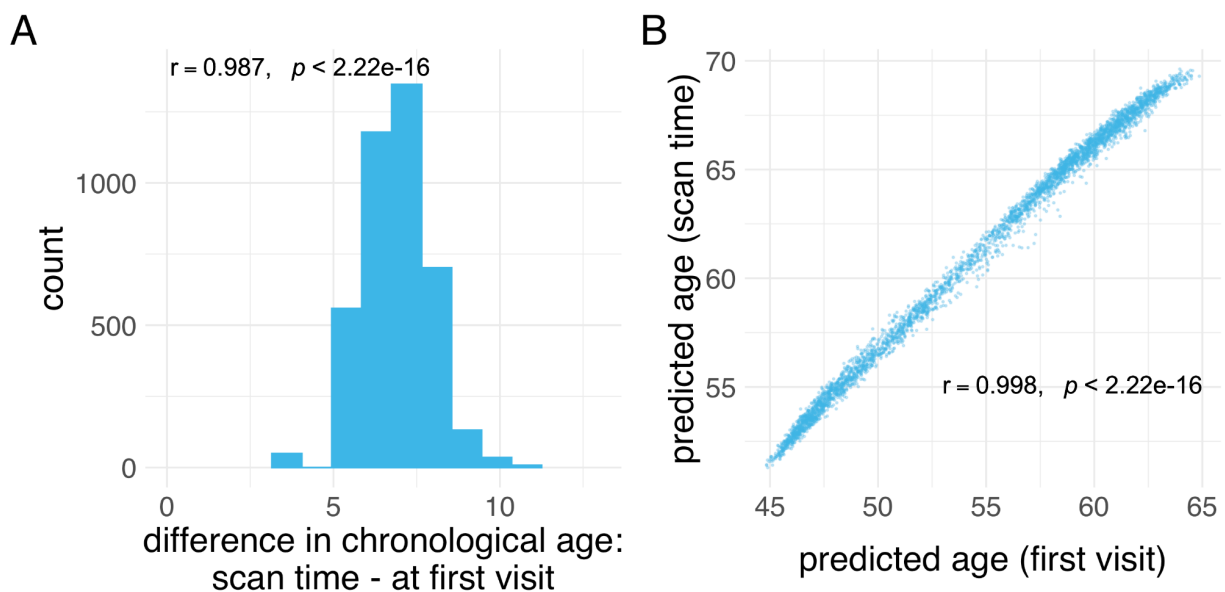 A
r = 0.987, p < 2.22e-16
count
1000
500
0
0 5 10
difference in chronological age:
scan time - at first visit
B
predicted age (scan time)
70
65
60
55
r = 0.998, p < 2.22e-16
45 50 55 60 65
predicted age (first visit)